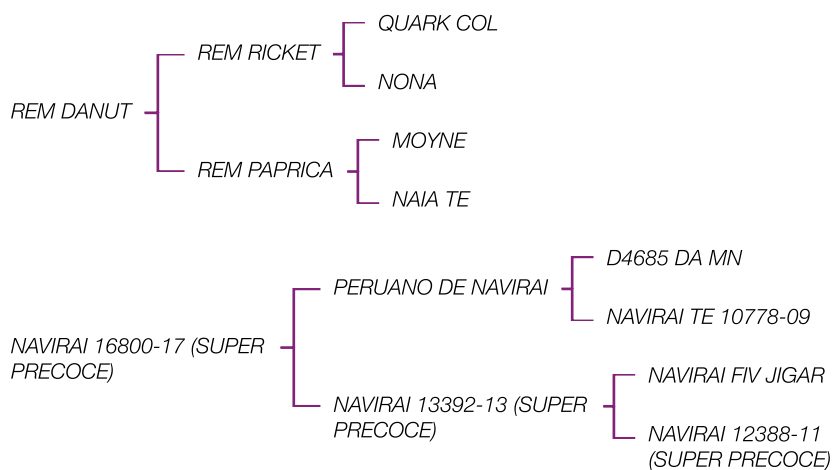 QUARK COL
REM RICKET
NONA
REM DANUT
MOYNE
REM PAPRICA
NAIA TE
D4685 DA MN
PERUANO DE NAVIRAI
NAVIRAI TE 10778-09
NAVIRAI 16800-17 (SUPER
PRECOCE)
NAVIRAI FIV JIGAR
NAVIRAI 13392-13 (SUPER
PRECOCE)
NAVIRAI 12388-11
(SUPER PRECOCE)